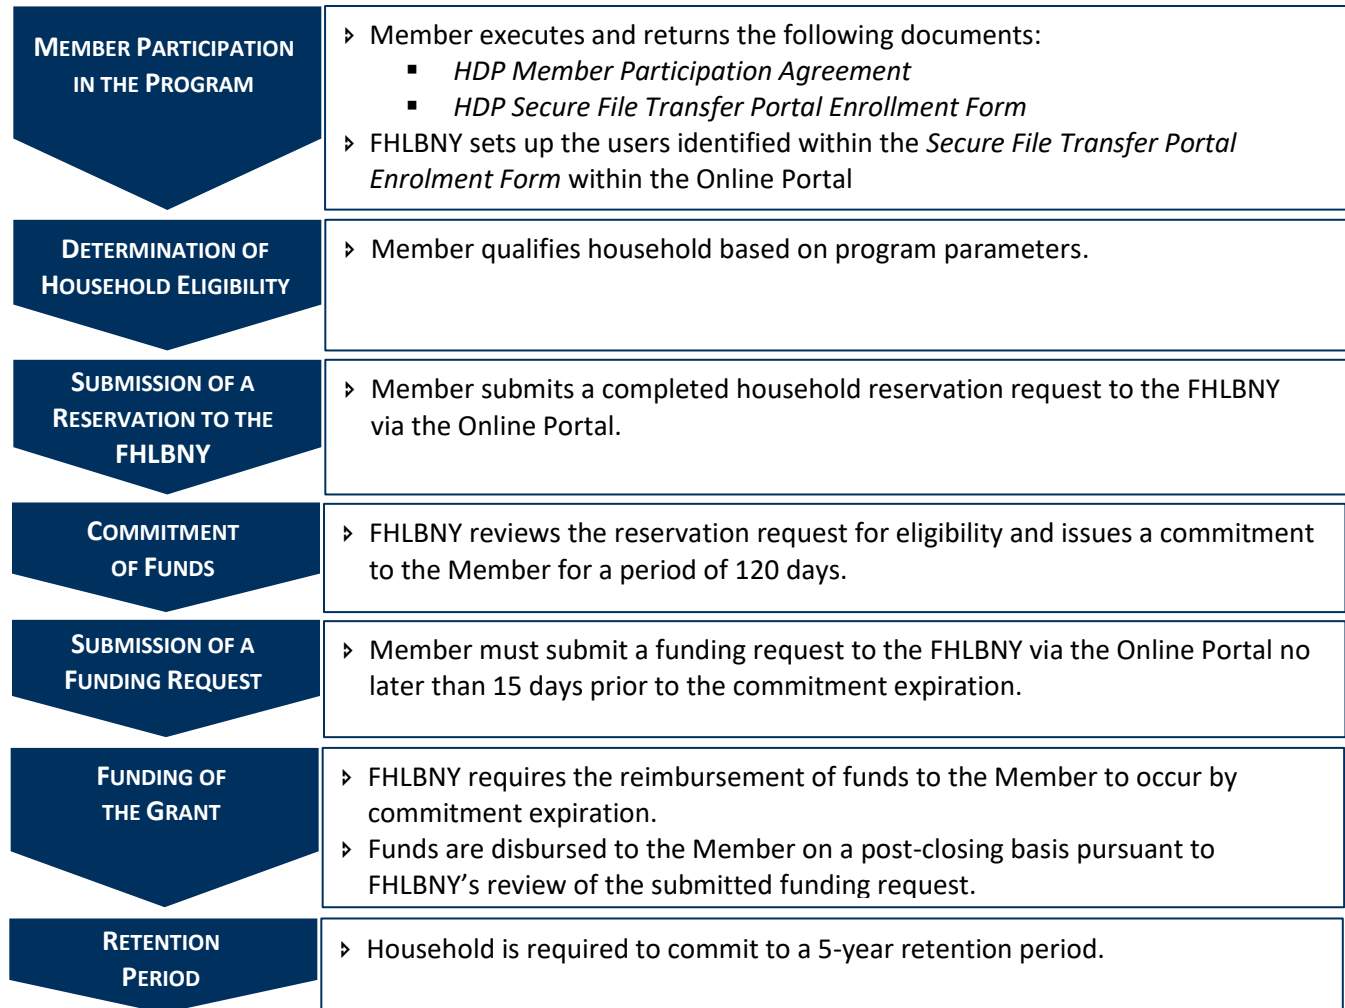 MEMBER PARTICIPATION
IN THE PROGRAM
▹ Member executes and returns the following documents:
▪ HDP Member Participation Agreement
▪ HDP Secure File Transfer Portal Enrollment Form
▹ FHLBNY sets up the users identified within the Secure File Transfer Portal
Enrolment Form within the Online Portal
DETERMINATION OF
HOUSEHOLD ELIGIBILITY
▹ Member qualifies household based on program parameters.
SUBMISSION OF A
RESERVATION TO THE
FHLBNY
▹ Member submits a completed household reservation request to the FHLBNY
via the Online Portal.
COMMITMENT
OF FUNDS
▹ FHLBNY reviews the reservation request for eligibility and issues a commitment
to the Member for a period of 120 days.
SUBMISSION OF A
FUNDING REQUEST
▹ Member must submit a funding request to the FHLBNY via the Online Portal no
later than 15 days prior to the commitment expiration.
FUNDING OF
THE GRANT
▹ FHLBNY requires the reimbursement of funds to the Member to occur by
commitment expiration.
▹ Funds are disbursed to the Member on a post-closing basis pursuant to
FHLBNY's review of the submitted funding request.
RETENTION
PERIOD
▹ Household is required to commit to a 5-year retention period.